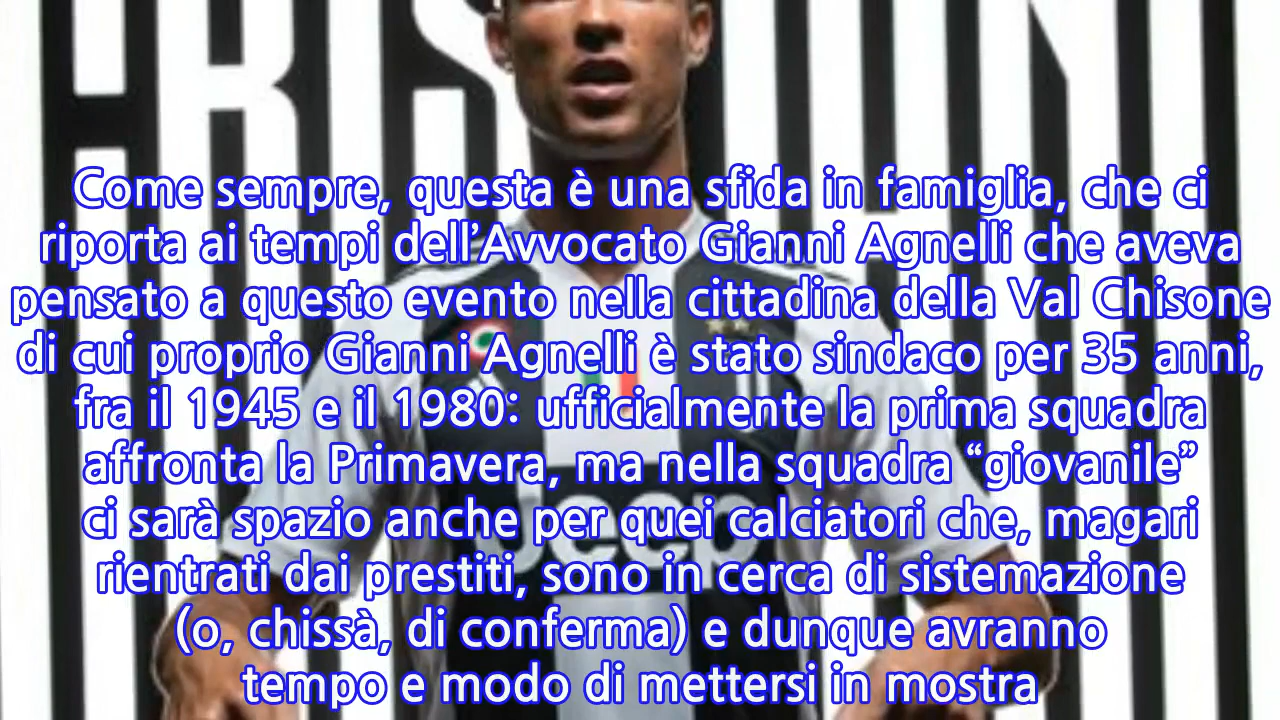 CRISTIANO
Come sempre, questa è una sfida in famiglia, che ci
riporta ai tempi dell’Avvocato Gianni Agnelli che aveva
pensato a questo evento nella cittadina della Val Chisone
di cui proprio Gianni Agnelli è stato sindaco per 35 anni,
fra il 1945 e il 1980: ufficialmente la prima squadra
affronta la Primavera, ma nella squadra “giovanile”
ci sarà spazio anche per quei calciatori che, magari
rientrati dai prestiti, sono in cerca di sistemazione
(o, chissà, di conferma) e dunque avranno
tempo e modo di mettersi in mostra
Jeep